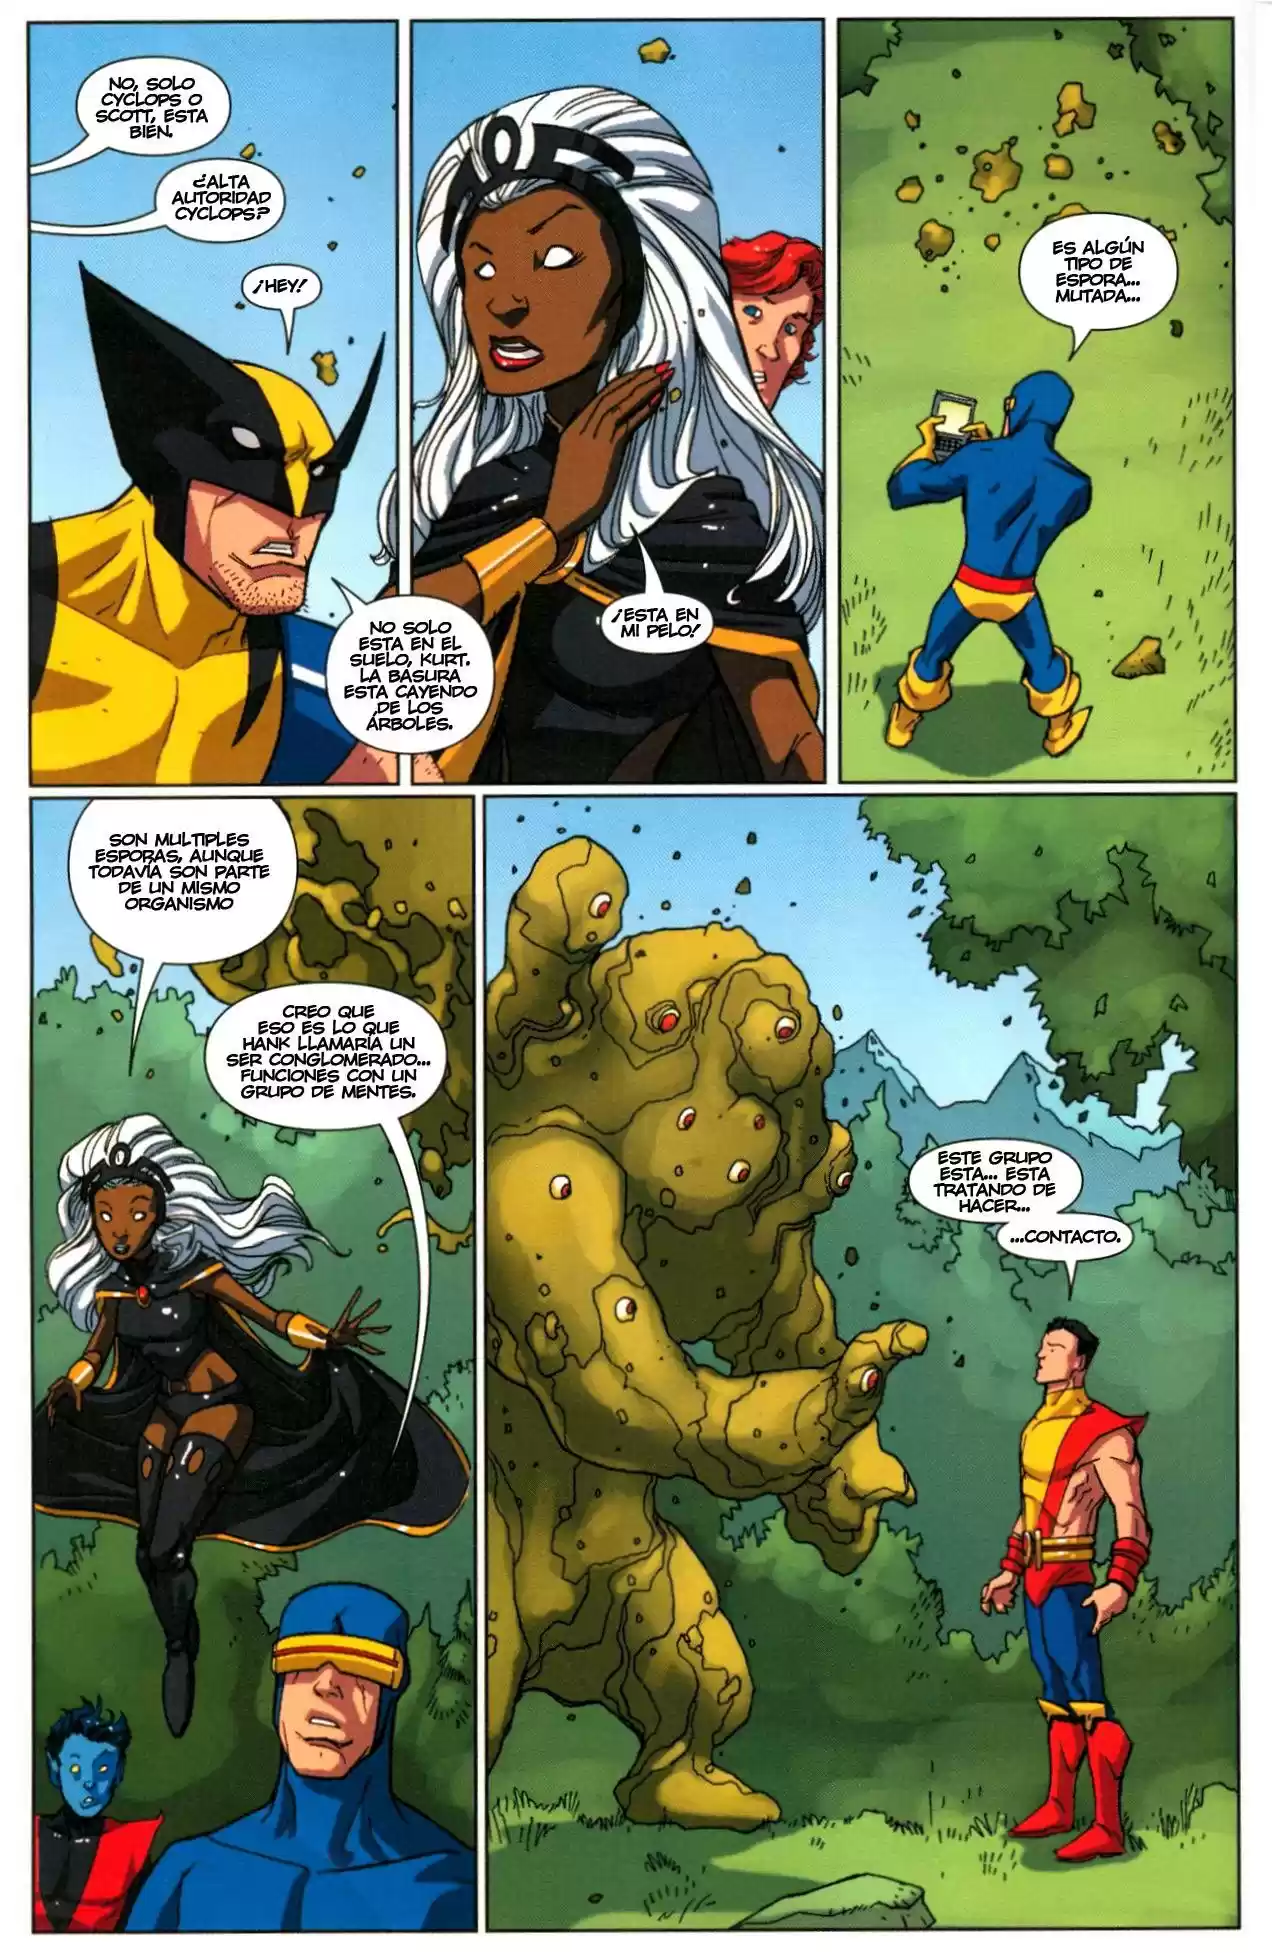 NO, SOLO
CYCLOPS O
SCOTT, ESTA
BIÉN.
¿ALTA
AUTORIDAD
CYCLOPS?
¡HEY!
NO SOLO
ESTA EN EL
SUELO, KURT.
LA BASURA
ESTA CAYENDO
DE LOS
ÁRBOLES.
¡ESTA EN
MI PELO!
ES ALGÚN
TIPO DE
ESPORA...
MUTADA...
SON MULTIPLES
ESPORAS, AUNQUE
TODAVÍA SON PARTE
DE UN MISMO
ORGANISMO
CREO QUE
ESO ES LO QUE
HANK LLAMARÍA UN
SER CONGLOMERADO...
FUNCIONES CON UN
GRUPO DE MENTES.
ESTE GRUPO
ESTA... ESTA
TRATANDO DE
HACER...
...CONTACTO.